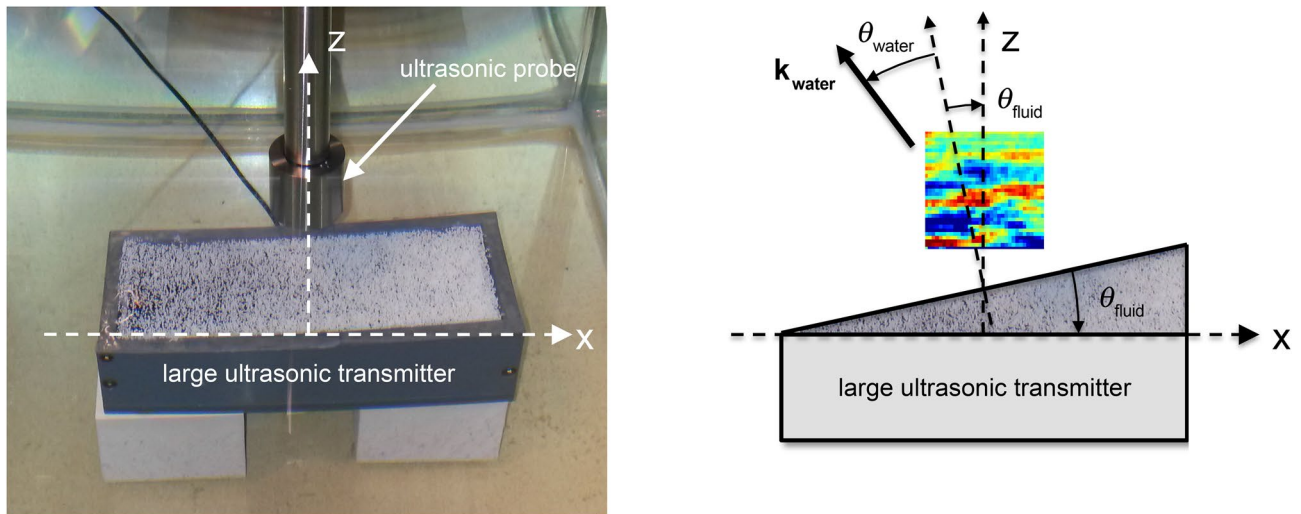 z
ultrasonic probe
x
large ultrasonic transmitter
θwater
z
kwater
θfluid
θfluid
x
large ultrasonic transmitter